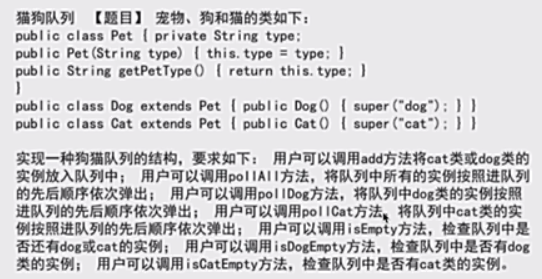 猫狗队列 【题目】 宠物、狗和猫的类如下：
public class Pet { private String type;
public Pet(String type) { this.type = type; }
public String getPetType() { return this.type; }
}
public class Dog extends Pet { public Dog() { super("dog"); } }
public class Cat extends Pet { public Cat() { super("cat"); } }
实现一种狗猫队列的结构，要求如下： 用户可以调用add方法将cat类或dog类的
实例放入队列中； 用户可以调用pollAll方法，将队列中所有的实例按照进队列
的先后顺序依次弹出； 用户可以调用pollDog方法，将队列中dog类的实例按照
进队列的先后顺序依次弹出； 用户可以调用pollCat方法，将队列中cat类的实
例按照进队列的先后顺序依次弹出； 用户可以调用isEmpty方法，检查队列中是
否还有dog或cat的实例； 用户可以调用isDogEmpty方法，检查队列中是否有dog
类的实例； 用户可以调用isCatEmpty方法，检查队列中是否有cat类的实例。